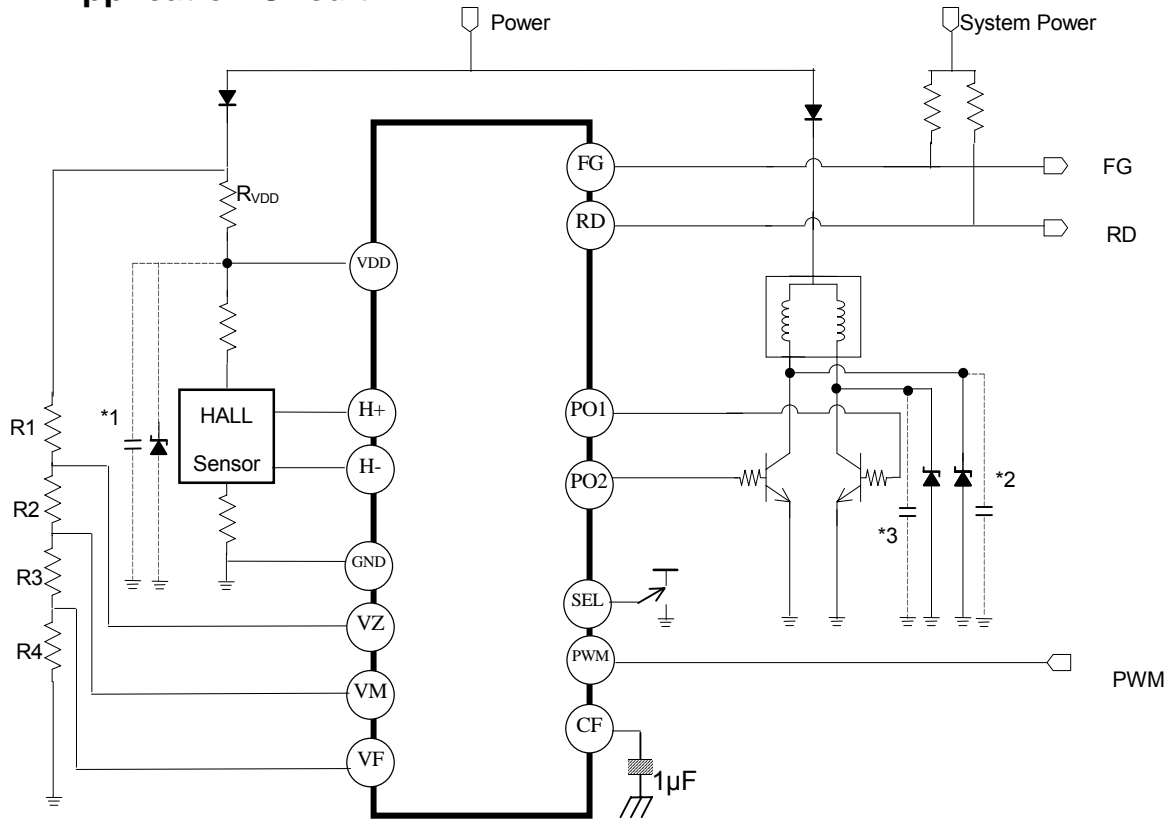 Power
System Power
FG
FG
RD
RD
RVDD
VDD
R1
*1
HALL
Sensor
H+
H-
PO1
PO2
*2
*3
R2
R3
R4
GND
VZ
VM
VF
SEL
PWM
PWM
CF
1µF